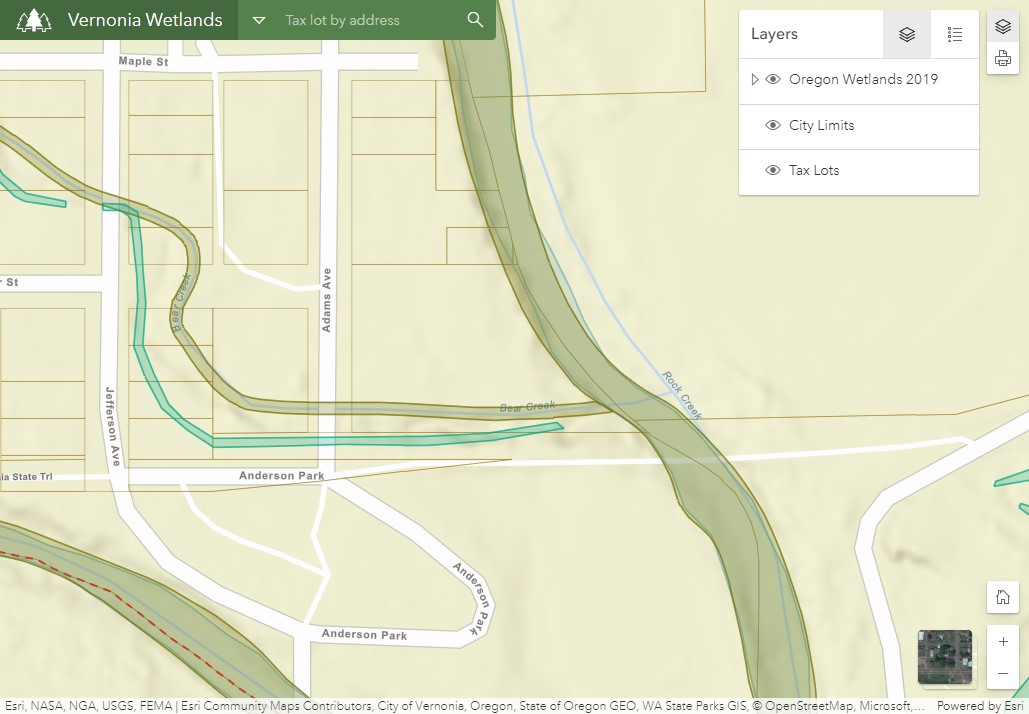 Vernonia Wetlands
Tax lot by address
Layers
Oregon Wetlands 2019
City Limits
Tax Lots
Maple St
St
Adams Ave
Bear Creek
Bear Creek
Rock Creek
Jefferson Ave
State Trl
Anderson Park
Anderson Park
Anderson Park
Esri, NASA, NGA, USGS, FEMA | Esri Community Maps Contributors, City of Vernonia, Oregon, State of Oregon GEO, WA State Parks GIS, © OpenStreetMap, Microsoft,...
Powered by Esri